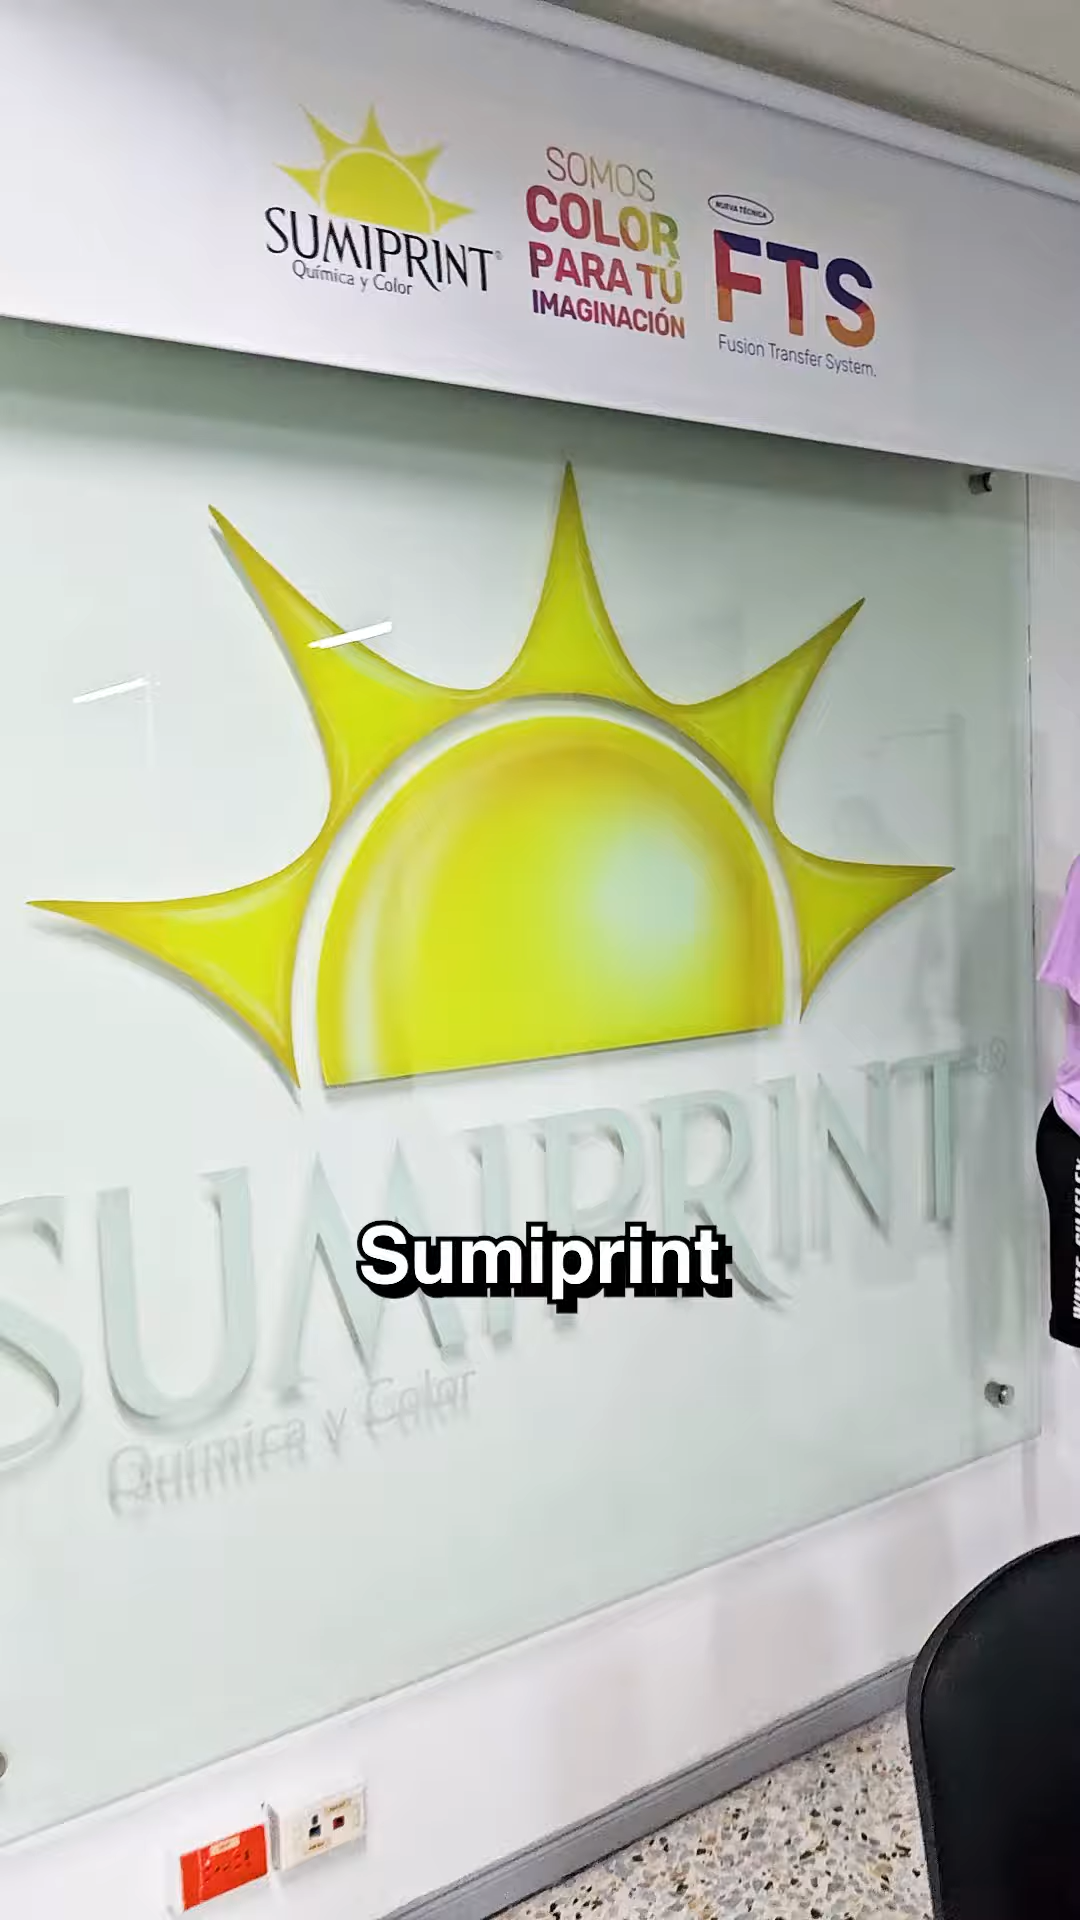 SUMIPRINT®
Química y Color
SOMOS
COLOR
PARA TÚ
IMAGINACIÓN
NUEVA TÉCNICA
FTS
Fusion Transfer System.
SUMIPRINT®
Química y Color
Sumiprint